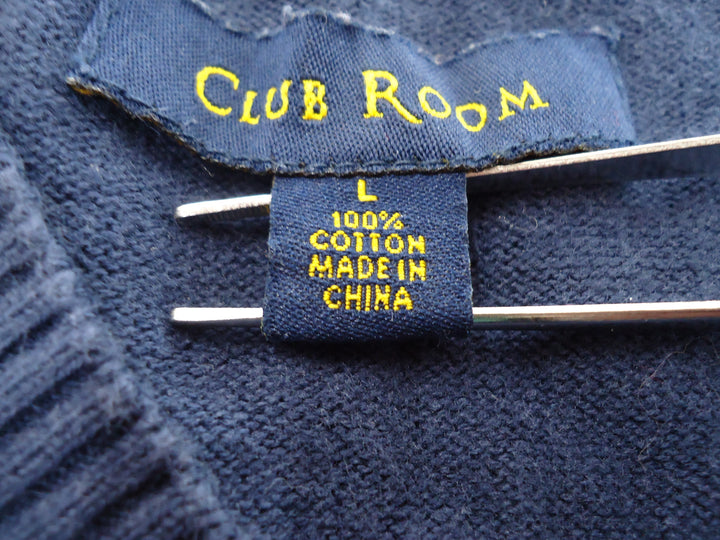 CLUB ROOM
L
100%
COTTON
MADE IN
CHINA